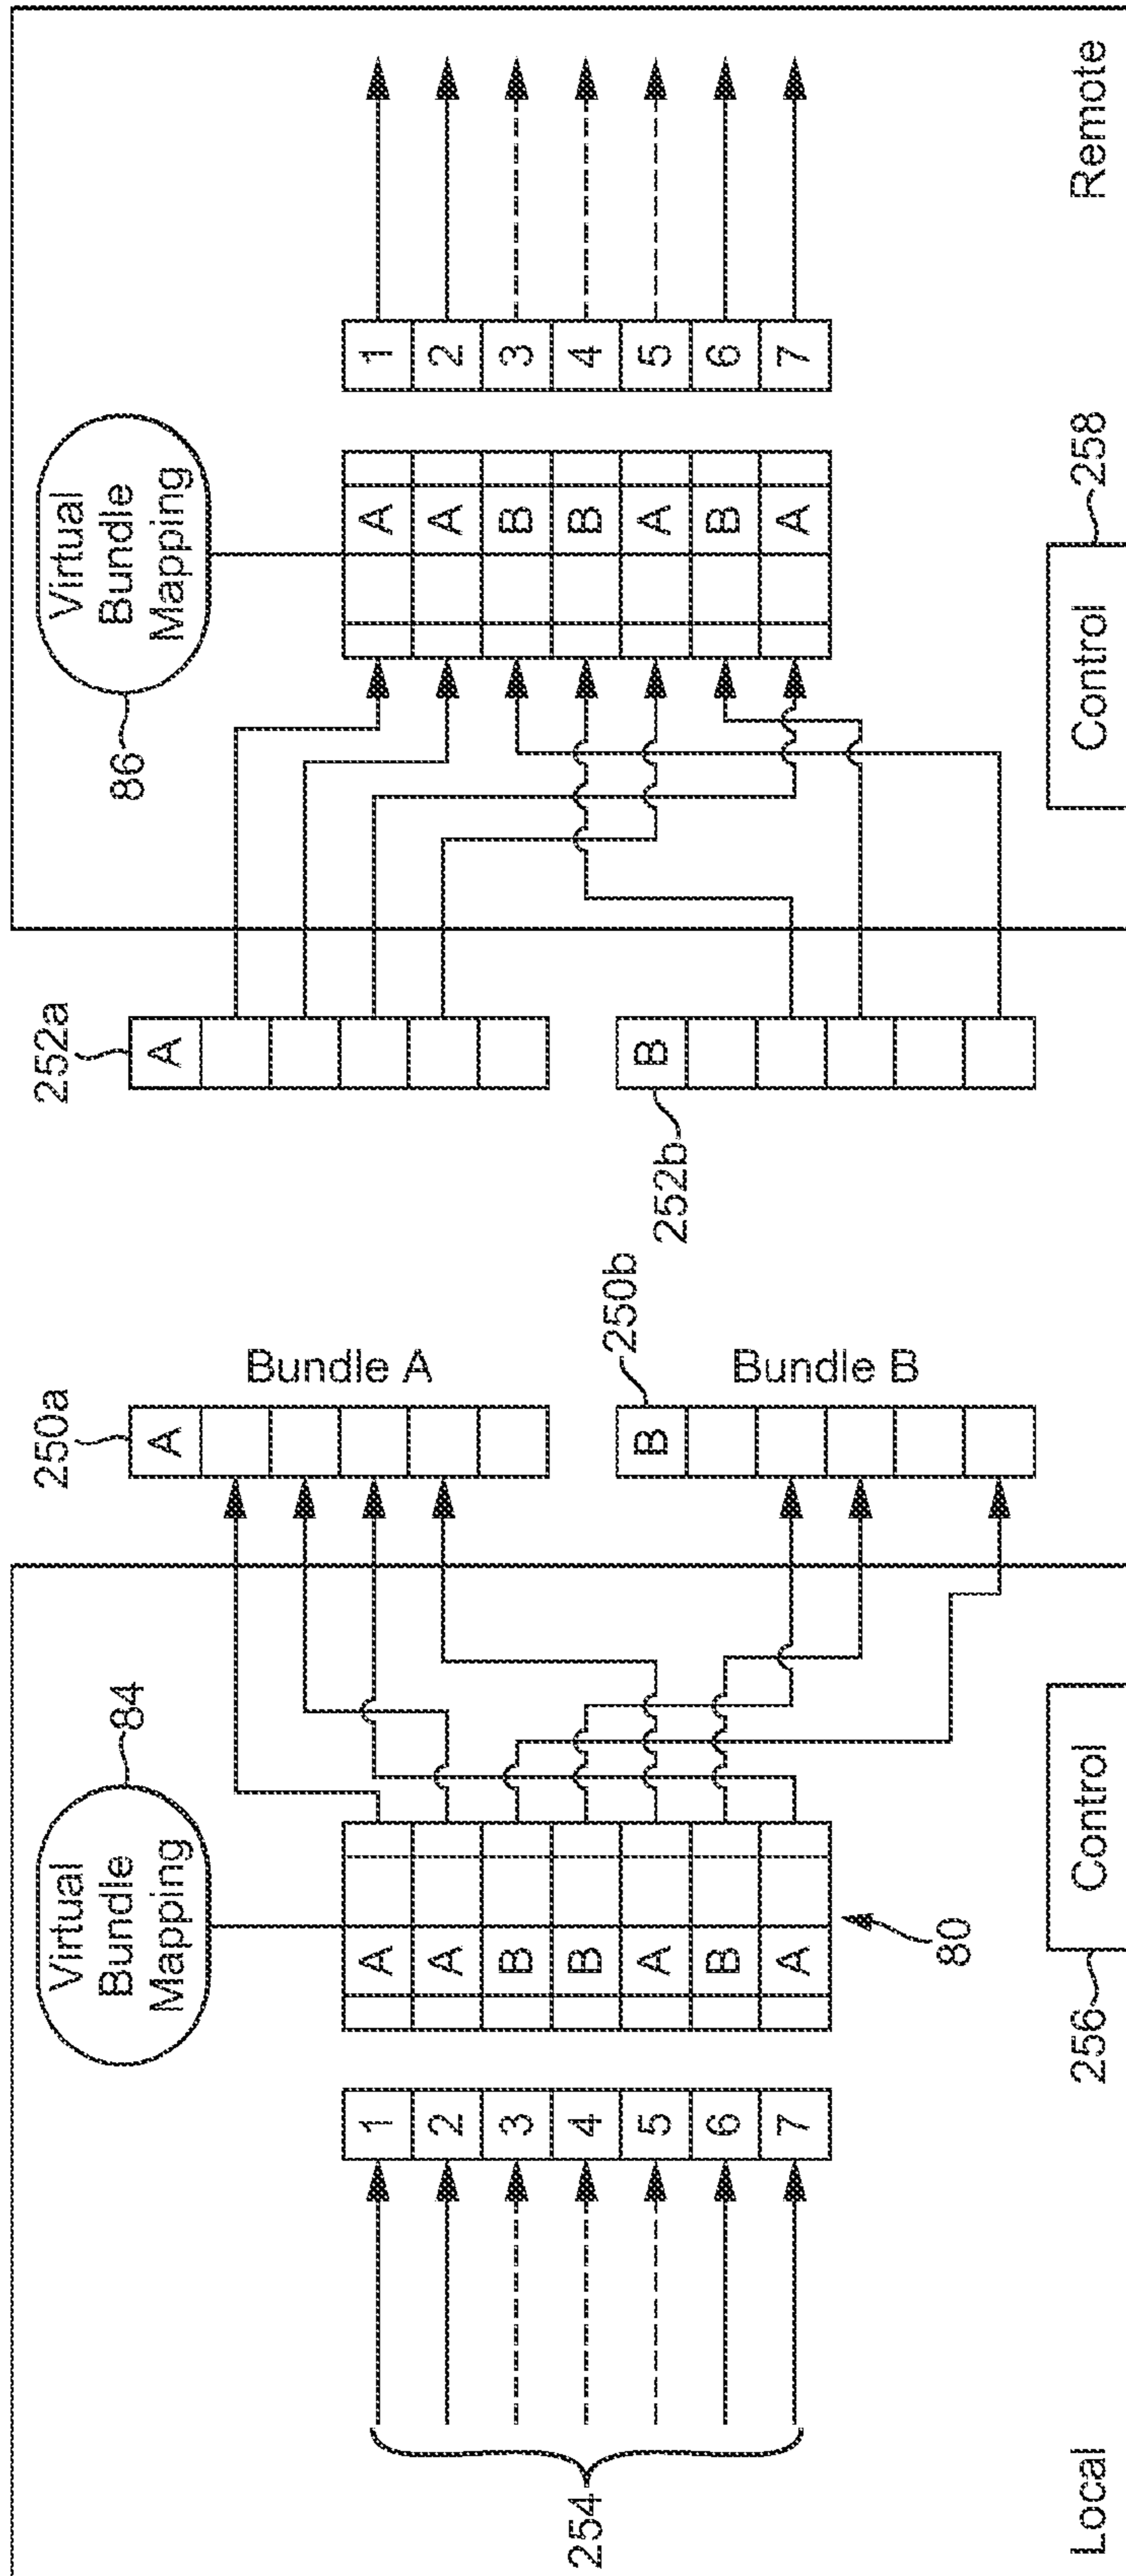 Local
254
1
2
3
4
5
6
7
Virtual
Bundle
Mapping
84
A
A
B
B
A
B
A
80
256
Control
250a
A
Bundle A
250b
B
Bundle B
252a
A
252b
B
Virtual
Bundle
Mapping
86
A
A
B
B
A
B
A
1
2
3
4
5
6
7
Control
258
Remote